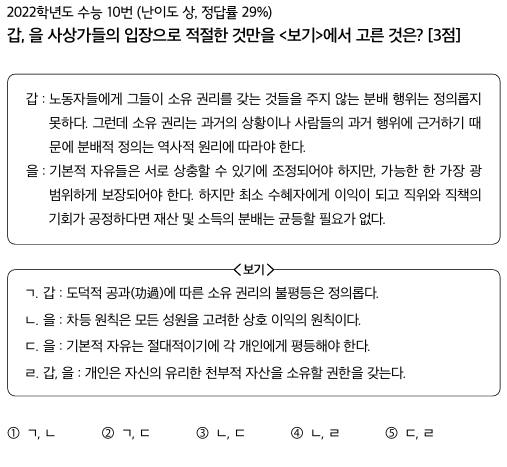 2022학년도 수능 10번 (난이도 상, 정답률 29%)
갑, 을 사상가들의 입장으로 적절한 것만을 <보기>에서 고른 것은? [3점]
갑 : 노동자들에게 그들이 소유 권리를 갖는 것들을 주지 않는 분배 행위는 정의롭지
못하다. 그런데 소유 권리는 과거의 상황이나 사람들의 과거 행위에 근거하기 때
문에 분배적 정의는 역사적 원리에 따라야 한다.
을 : 기본적 자유들은 서로 상충할 수 있기에 조정되어야 하지만, 가능한 한 가장 광
범위하게 보장되어야 한다. 하지만 최소 수혜자에게 이익이 되고 직위와 직책의
기회가 공정하다면 재산 및 소득의 분배는 균등할 필요가 없다.
<보기>
ㄱ. 갑 : 도덕적 공과(功過)에 따른 소유 권리의 불평등은 정의롭다.
ㄴ. 을 : 차등 원칙은 모든 성원을 고려한 상호 이익의 원칙이다.
ㄷ. 을 : 기본적 자유는 절대적이기에 각 개인에게 평등해야 한다.
ㄹ. 갑, 을 : 개인은 자신의 유리한 천부적 자산을 소유할 권한을 갖는다.
① ㄱ, ㄴ ② ㄱ, ㄷ ③ ㄴ, ㄷ ④ ㄴ, ㄹ ⑤ ㄷ, ㄹ